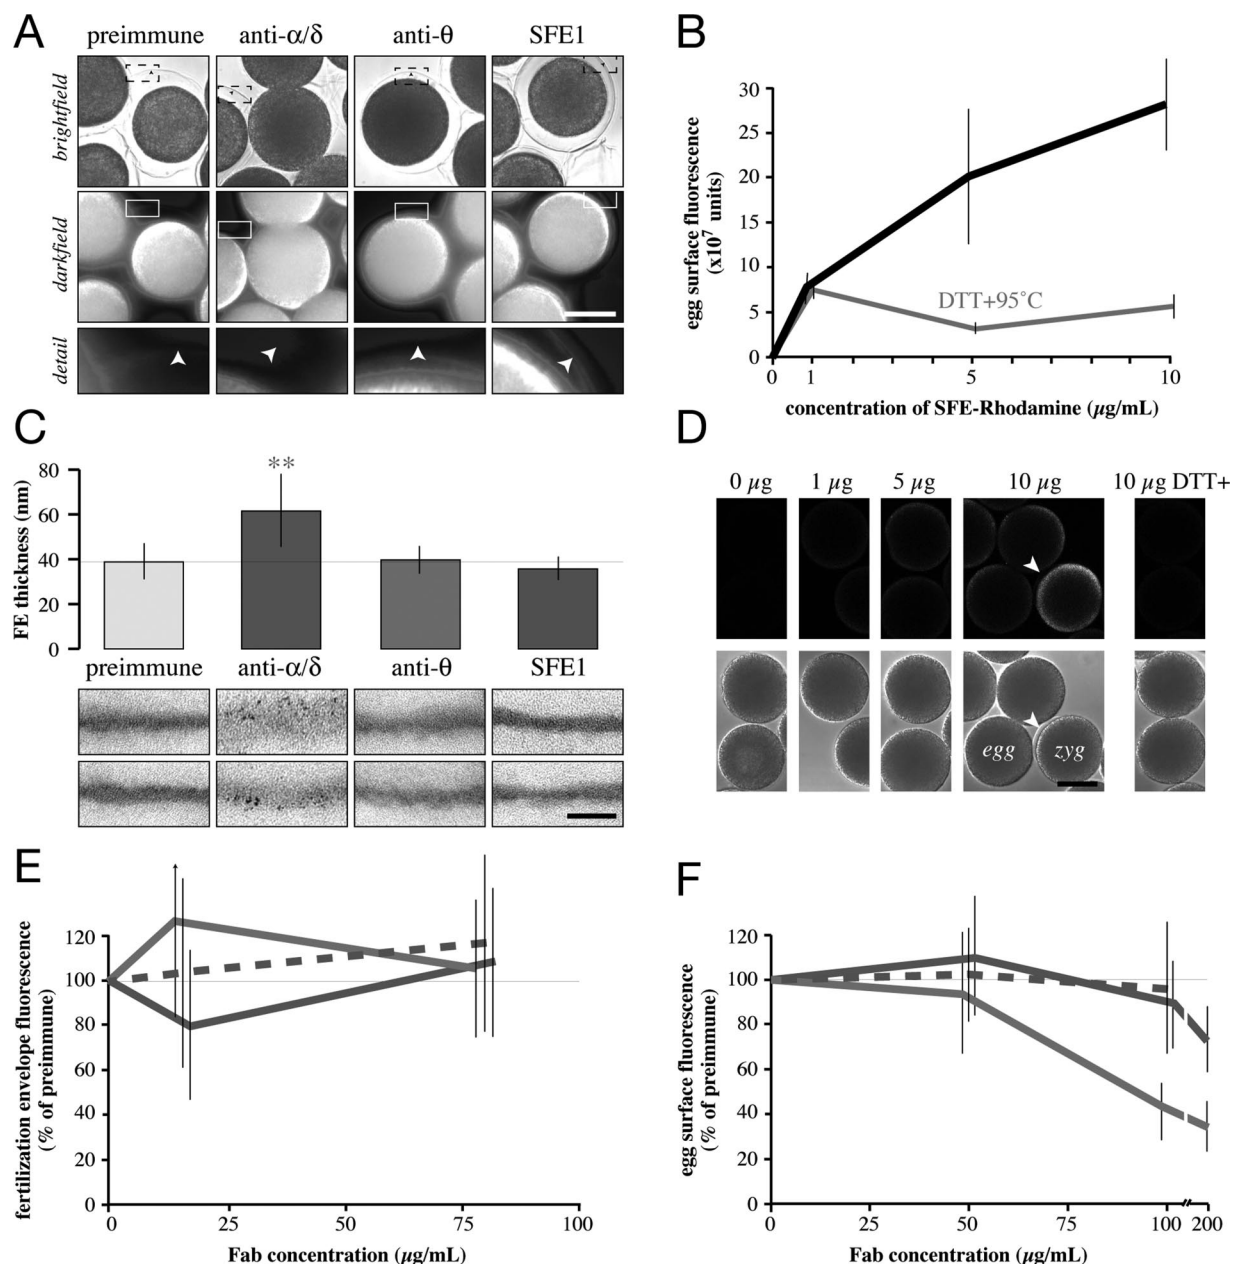 A
preimmune
anti-α/δ
anti-θ
SFE1
brightfield
darkfield
detail
B
egg surface fluorescence
(x10⁷ units)
30
25
20
15
10
5
0
DTT+95˚C
0
1
5
10
concentration of SFE-Rhodamine (µg/mL)
C
FE thickness (nm)
80
60
40
20
0
**
preimmune
anti-α/δ
anti-θ
SFE1
D
0 µg
1 µg
5 µg
10 µg
10 µg DTT+
egg
zyg
E
fertilization envelope fluorescence
(% of preimmune)
120
100
80
60
40
20
0
0
25
50
75
100
Fab concentration (µg/mL)
F
egg surface fluorescence
(% of preimmune)
120
100
80
60
40
20
0
0
25
50
75
100
200
Fab concentration (µg/mL)